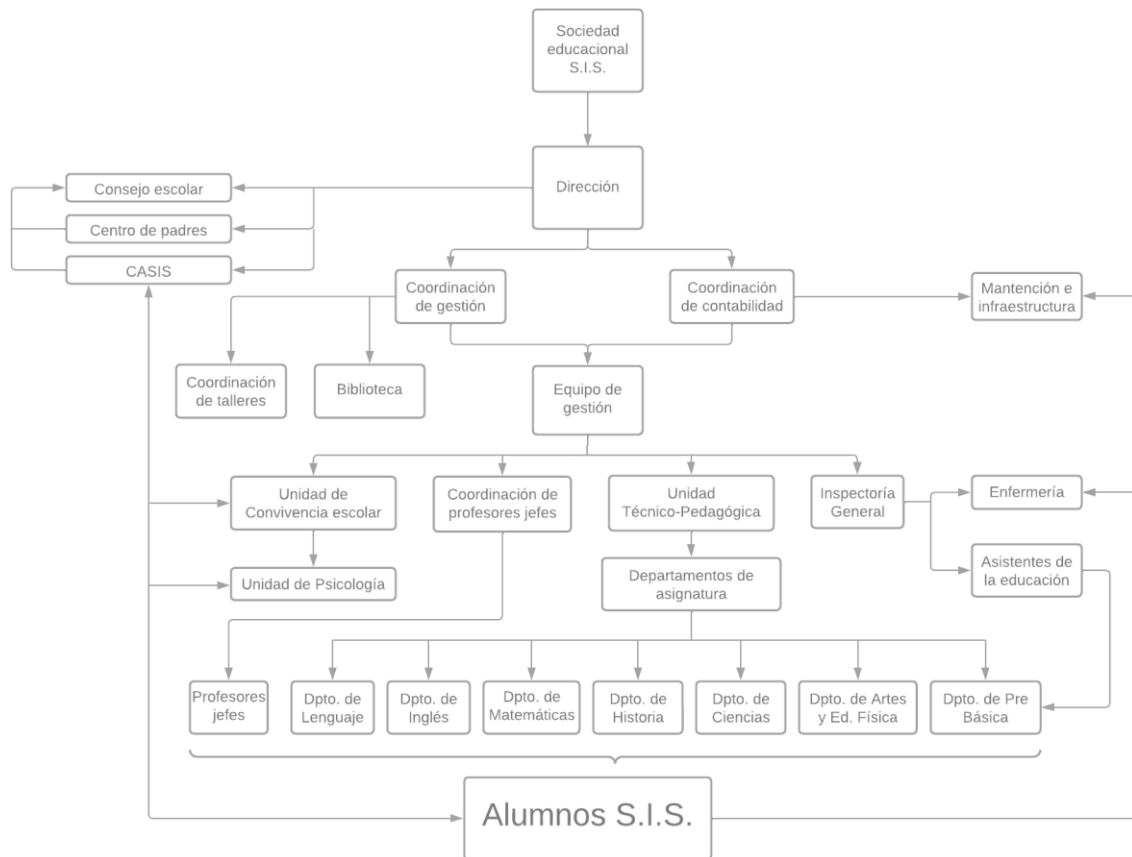 Sociedad
educacional
S.I.S.
Dirección
Consejo escolar
Centro de padres
CASIS
Coordinación
de gestión
Coordinación
de contabilidad
Mantención e
infraestructura
Coordinación
de talleres
Biblioteca
Equipo de
gestión
Unidad de
Convivencia escolar
Coordinación de
profesores jefes
Unidad
Técnico-Pedagógica
Inspectoría
General
Enfermería
Unidad de Psicología
Departamentos de
asignatura
Asistentes de
la educación
Profesores
jefes
Dpto. de
Lenguaje
Dpto. de
Inglés
Dpto. de
Matemáticas
Dpto. de
Historia
Dpto. de
Ciencias
Dpto. de Artes
y Ed. Física
Dpto. de Pre
Básica
Alumnos S.I.S.